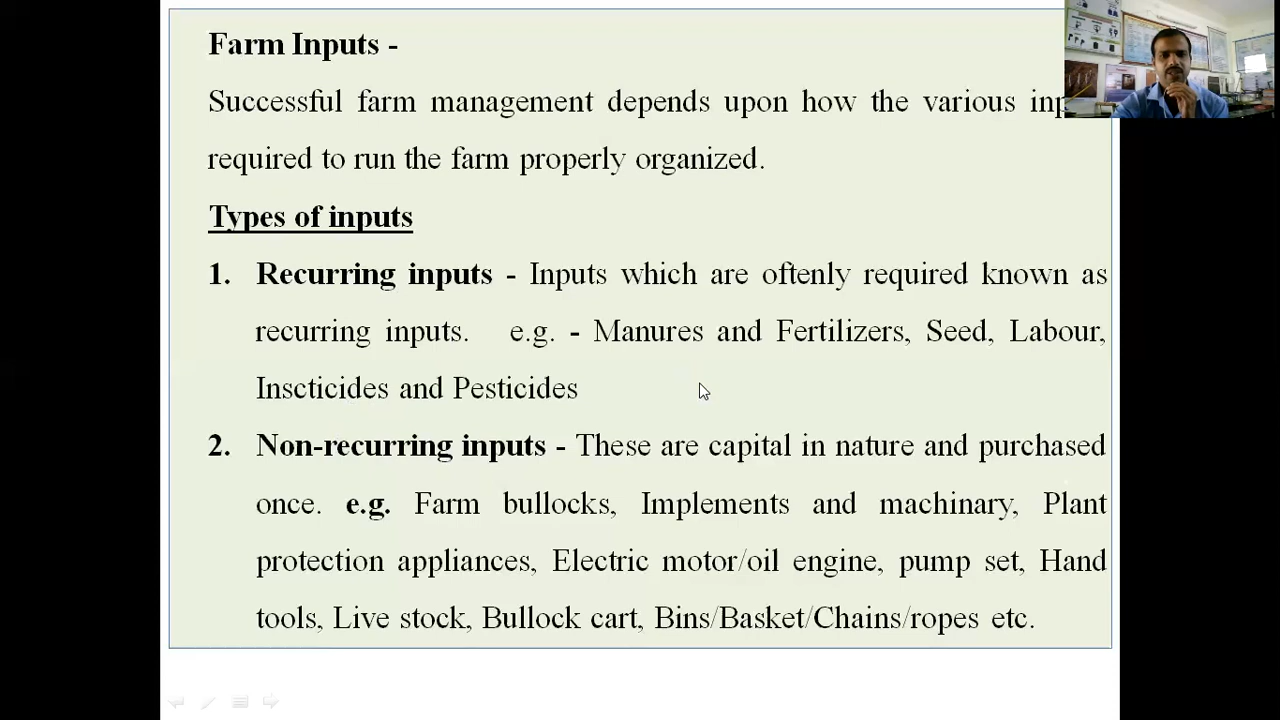 Farm Inputs -
Successful farm management depends upon how the various
required to run the farm properly organized.
Types of inputs
1. Recurring inputs - Inputs which are oftenly required known as
recurring inputs. e.g. - Manures and Fertilizers, Seed, Labour,
Inscticides and Pesticides
2. Non-recurring inputs - These are capital in nature and purchased
once. e.g. Farm bullocks, Implements and machinary, Plant
protection appliances, Electric motor/oil engine, pump set, Hand
tools, Live stock, Bullock cart, Bins/Basket/Chains/ropes etc.